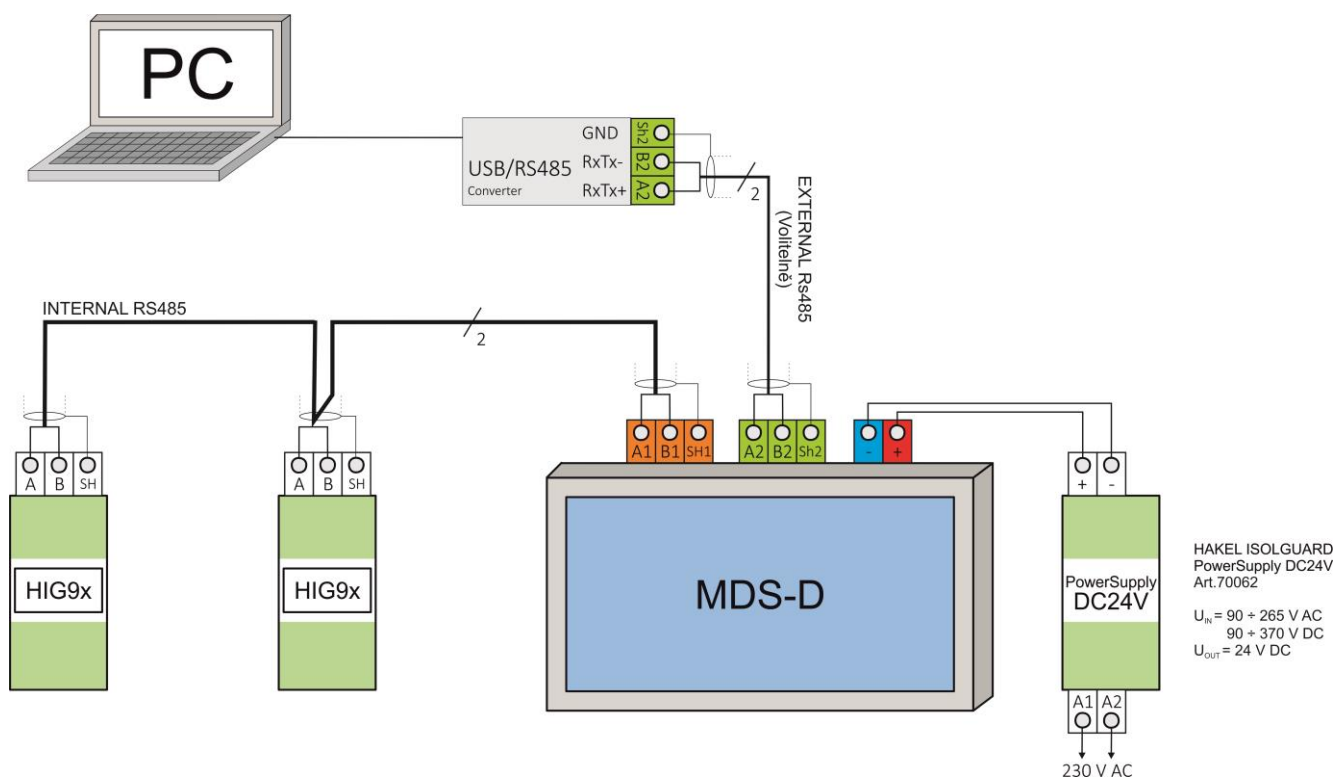 PC
USB/RS485
Converter
GND
RxTx-
RxTx+
Sh2
B2
A2
2
EXTERNAL Rs485
(Volitelně)
INTERNAL RS485
2
A B SH
HIG9x
A B SH
HIG9x
A1 B1 SH1
A2 B2 Sh2
- +
MDS-D
+ -
PowerSupply
DC24V
A1 A2
230 V AC
HAKEL ISOLGUARD
PowerSupply DC24V
Art.70062
UIN = 90 ÷ 265 V AC
90 ÷ 370 V DC
UOUT = 24 V DC